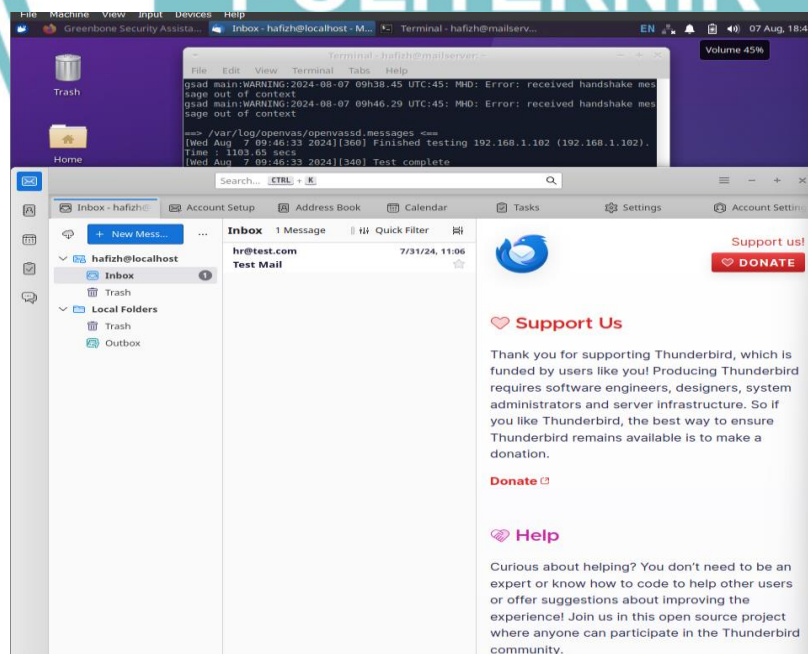 POLITEKNIK
File Machine View Input Devices Help
Greenbone Security Assista... Inbox - hafizh@localhost - M... Terminal - hafizh@mailserv... EN 07 Aug, 18:4
Volume 45%
Trash
Home
Terminal - hafizh@mailserver: ~
File Edit View Terminal Tabs Help
gsad main:WARNING:2024-08-07 09h38.45 UTC:45: MHD: Error: received handshake mes
sage out of context
gsad main:WARNING:2024-08-07 09h46.29 UTC:45: MHD: Error: received handshake mes
sage out of context
==> /var/log/openvas/openvassd.messages <==
[Wed Aug 7 09:46:33 2024][360] Finished testing 192.168.1.102 (192.168.1.102).
Time : 1103.65 secs
[Wed Aug 7 09:46:33 2024][340] Test complete
Search... CTRL + K
Inbox - hafizh@ Account Setup Address Book Calendar Tasks Settings Account Setting
+ New Mess... ...
hafizh@localhost
Inbox 1
Trash
Local Folders
Trash
Outbox
Inbox 1 Message Quick Filter
hr@test.com 7/31/24, 11:06
Test Mail
Support us!
DONATE
Support Us
Thank you for supporting Thunderbird, which is
funded by users like you! Producing Thunderbird
requires software engineers, designers, system
administrators and server infrastructure. So if
you like Thunderbird, the best way to ensure
Thunderbird remains available is to make a
donation.
Donate
Help
Curious about helping? You don't need to be an
expert or know how to code to help other users
or offer suggestions about improving the
experience! Join us in this open source project
where anyone can participate in the Thunderbird
community.